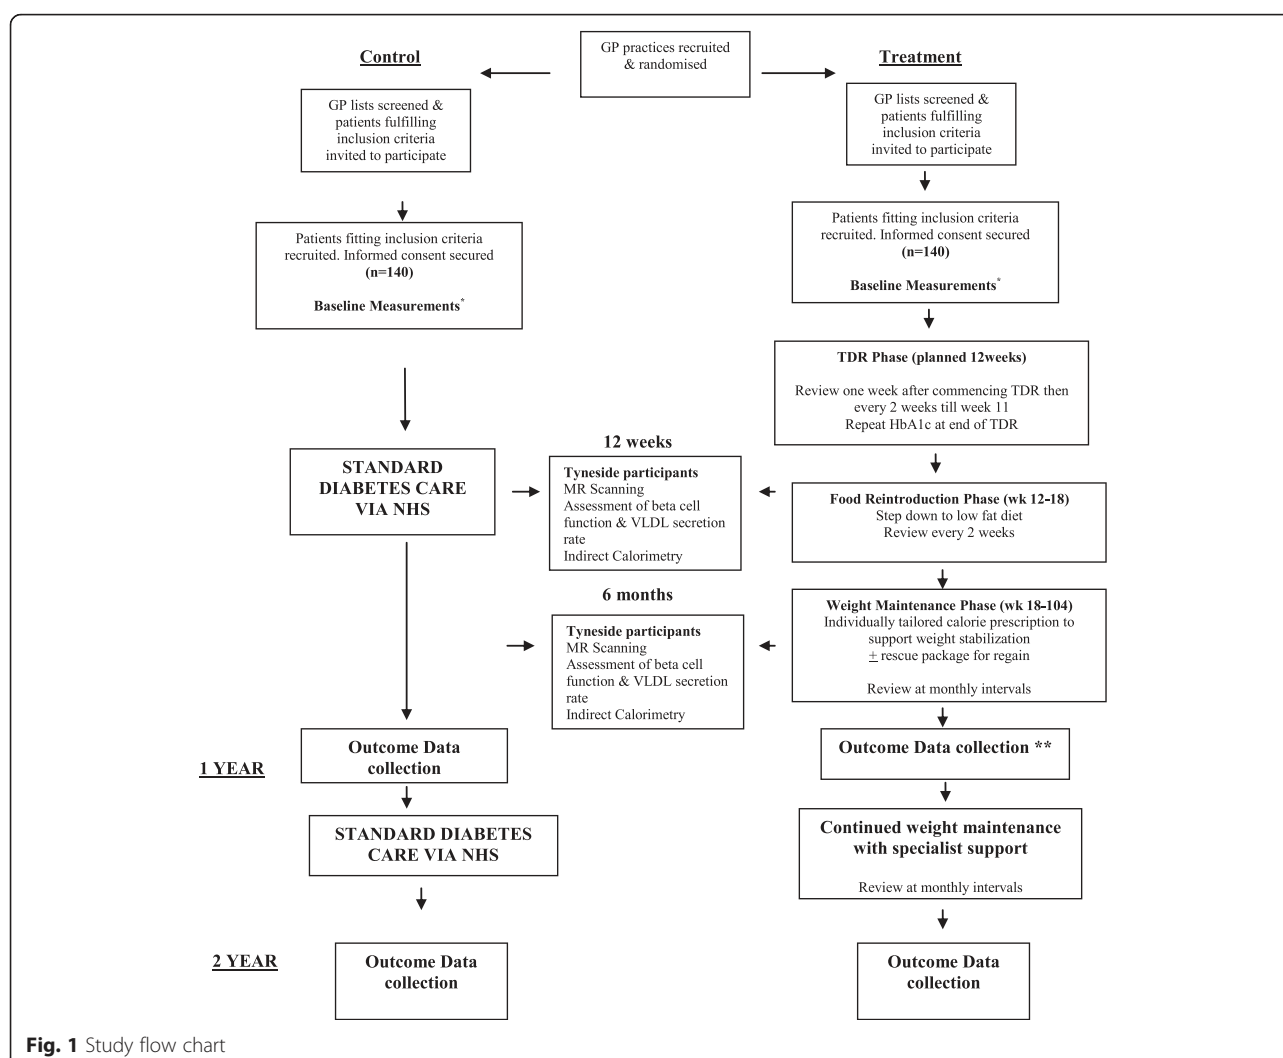 GP practices recruited
& randomised
Control
GP lists screened &
patients fulfilling
inclusion criteria
invited to participate
Patients fitting inclusion criteria
recruited. Informed consent secured
(n=140)
Baseline Measurements*
STANDARD
DIABETES CARE
VIA NHS
Treatment
GP lists screened &
patients fulfilling
inclusion criteria
invited to participate
Patients fitting inclusion criteria
recruited. Informed consent secured
(n=140)
Baseline Measurements*
TDR Phase (planned 12weeks)
Review one week after commencing TDR then
every 2 weeks till week 11
Repeat HbA1c at end of TDR
12 weeks
Tyneside participants
MR Scanning
Assessment of beta cell
function & VLDL secretion
rate
Indirect Calorimetry
Food Reintroduction Phase (wk 12-18)
Step down to low fat diet
Review every 2 weeks
6 months
Tyneside participants
MR Scanning
Assessment of beta cell
function & VLDL secretion
rate
Indirect Calorimetry
Weight Maintenance Phase (wk 18-104)
Individually tailored calorie prescription to
support weight stabilization
± rescue package for regain
Review at monthly intervals
1 YEAR
Outcome Data
collection
Outcome Data collection **
STANDARD DIABETES
CARE VIA NHS
Continued weight maintenance
with specialist support
Review at monthly intervals
2 YEAR
Outcome Data
collection
Outcome Data
collection
Fig. 1 Study flow chart